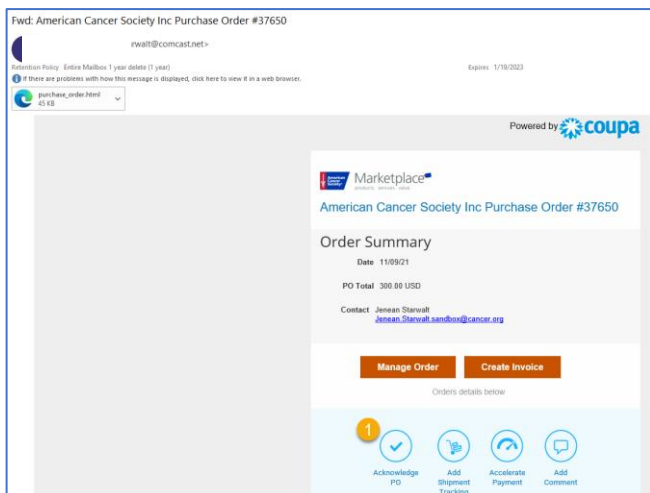 Fwd: American Cancer Society Inc Purchase Order #37650
rwalt@comcast.net>
Retention Policy Entire Mailbox 1 year delete (1 year) Expires 1/19/2023
If there are problems with how this message is displayed, click here to view it in a web browser.
purchase_order.html
45 KB
Powered by coupa
American Cancer Society Marketplace
American Cancer Society Inc Purchase Order #37650
Order Summary
Date 11/09/21
PO Total 300.00 USD
Contact Jenean Starwalt
Jenean.Starwalt.sandbox@cancer.org
Manage Order Create Invoice
Orders details below
1
Acknowledge Add Accelerate Add
PO Shipment Payment Comment
Tracking